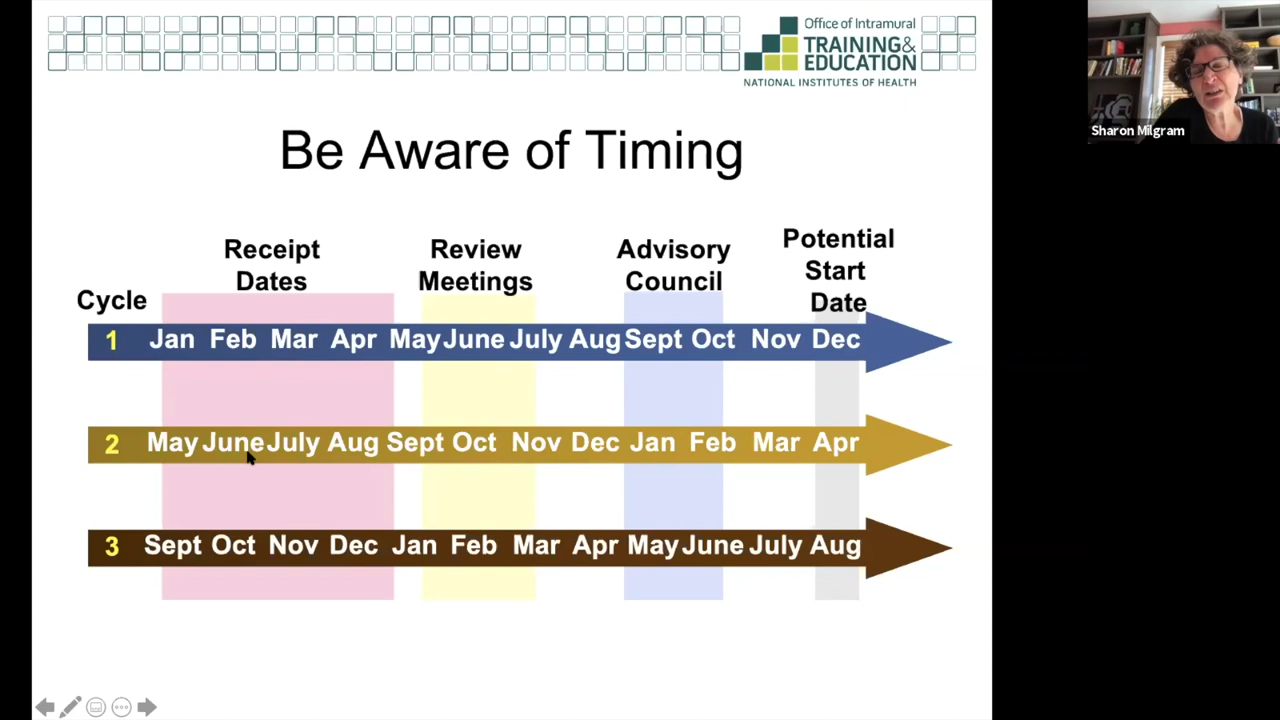 Office of Intramural
TRAINING&
EDUCATION
NATIONAL INSTITUTES OF HEALTH
Sharon Milgram
Be Aware of Timing
Receipt
Dates
Review
Meetings
Advisory
Council
Potential
Start
Date
Cycle
1 Jan Feb Mar Apr May June July Aug Sept Oct Nov Dec
2 May June July Aug Sept Oct Nov Dec Jan Feb Mar Apr
3 Sept Oct Nov Dec Jan Feb Mar Apr May June July Aug